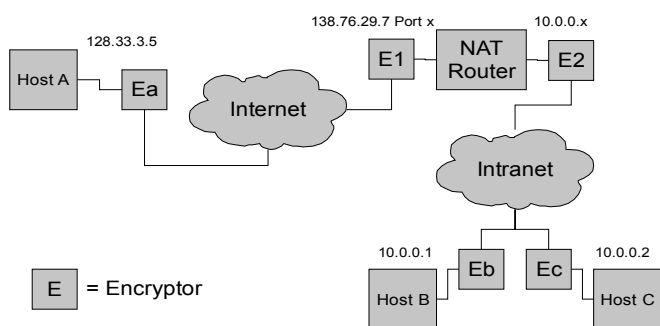 138.76.29.7 Port x
10.0.0.x
128.33.3.5
Host A
Ea
Internet
E1
NAT
Router
E2
Intranet
10.0.0.1
Eb
Ec
10.0.0.2
Host B
Host C
E
= Encryptor